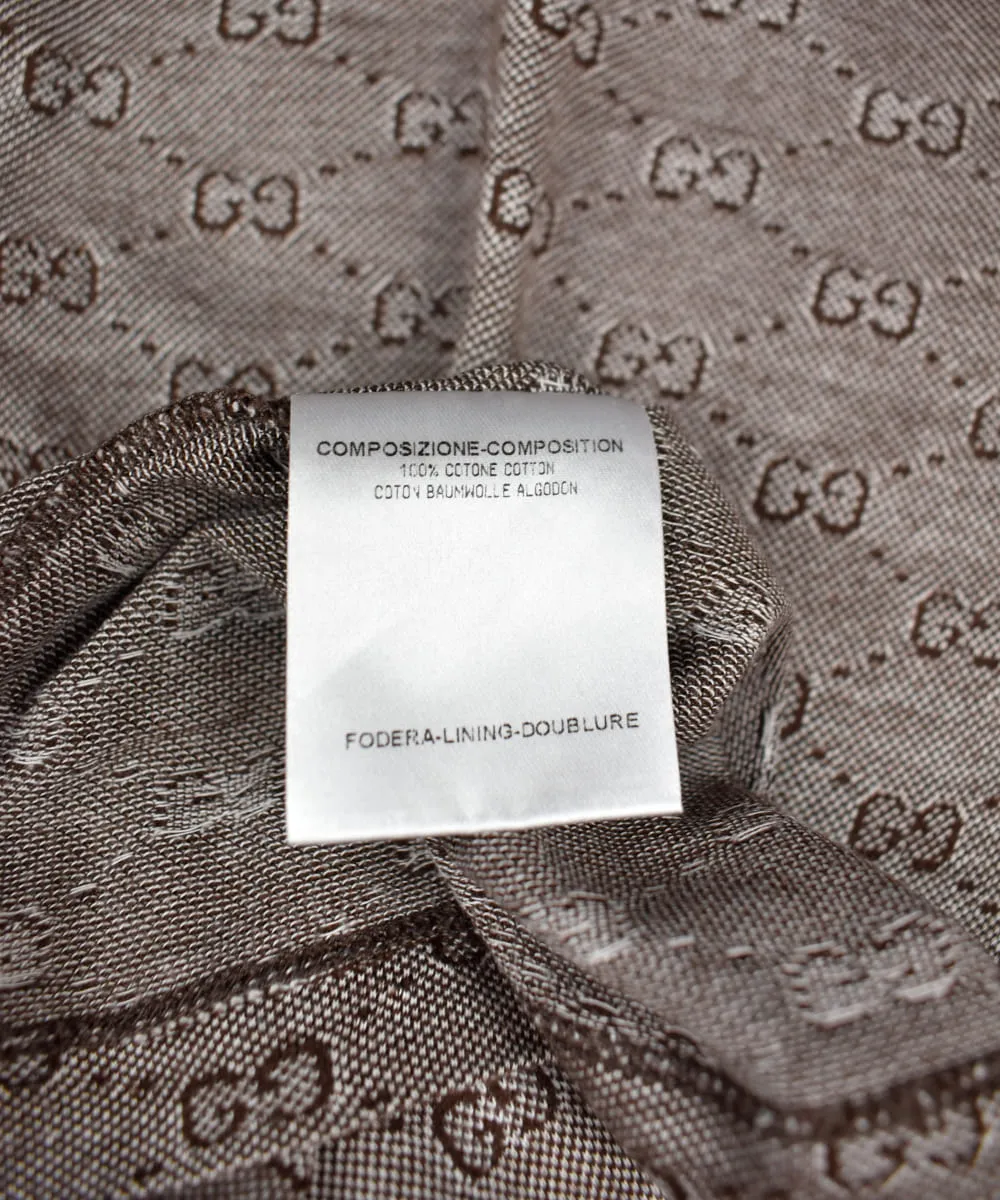 COMPOSIZIONE-COMPOSITION
100% COTONE COTTON
COTON BAUMWOLLE ALGODON
FODERA-LINING-DOUBLURE